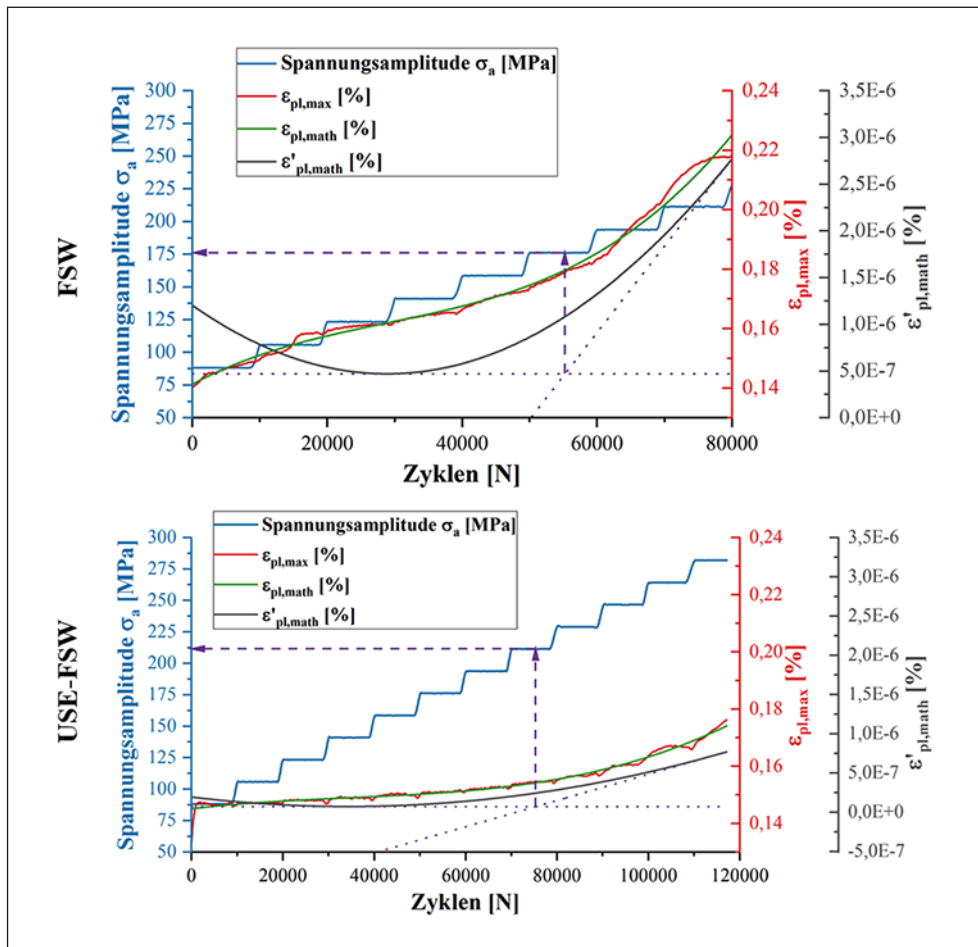 Spannungsamplitude σa [MPa]
εpl,max [%]
εpl,math [%]
ε'pl,math [%]
FSW
Spannungsamplitude σa [MPa]
300
275
250
225
200
175
150
125
100
75
50
0,24
0,22
0,20
0,18
0,16
0,14
εpl,max [%]
3,5E-6
3,0E-6
2,5E-6
2,0E-6
1,5E-6
1,0E-6
5,0E-7
0,0E+0
ε'pl,math [%]
0 20000 40000 60000 80000
Zyklen [N]
Spannungsamplitude σa [MPa]
εpl,max [%]
εpl,math [%]
ε'pl,math [%]
USE-FSW
Spannungsamplitude σa [MPa]
300
275
250
225
200
175
150
125
100
75
50
0,24
0,22
0,20
0,18
0,16
0,14
εpl,max [%]
3,5E-6
3,0E-6
2,5E-6
2,0E-6
1,5E-6
1,0E-6
5,0E-7
0,0E+0
-5,0E-7
ε'pl,math [%]
0 20000 40000 60000 80000 100000 120000
Zyklen [N]